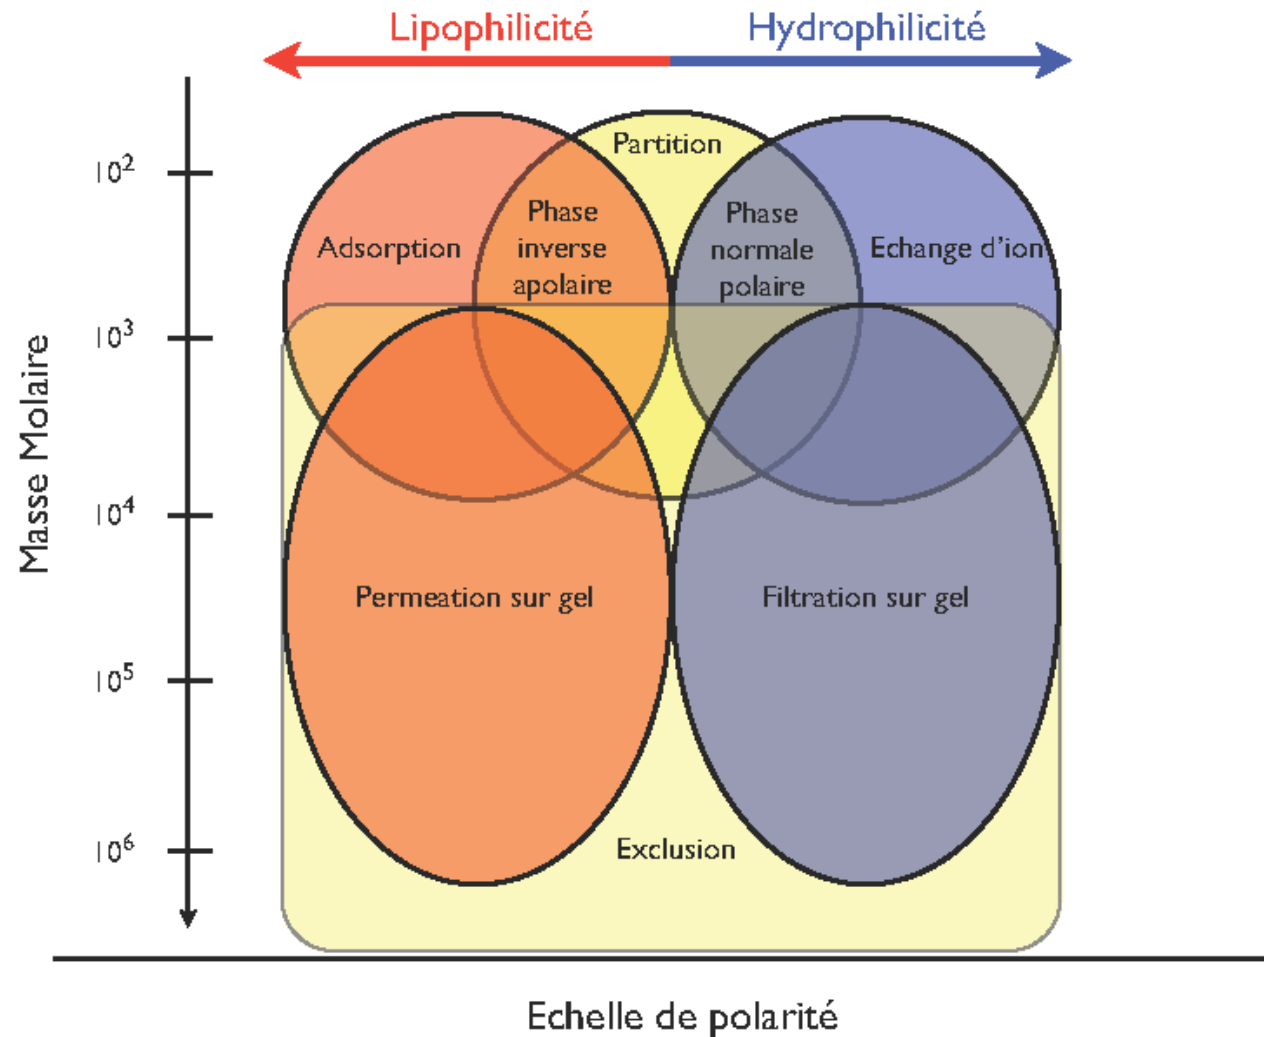 Lipophilicité Hydrophilicité
Partition
10²
Phase
inverse
apolaire
Phase
normale
polaire
Adsorption
Echange d'ion
10³
Masse Molaire
10⁴
Permeation sur gel
Filtration sur gel
10⁵
10⁶
Exclusion
Echelle de polarité